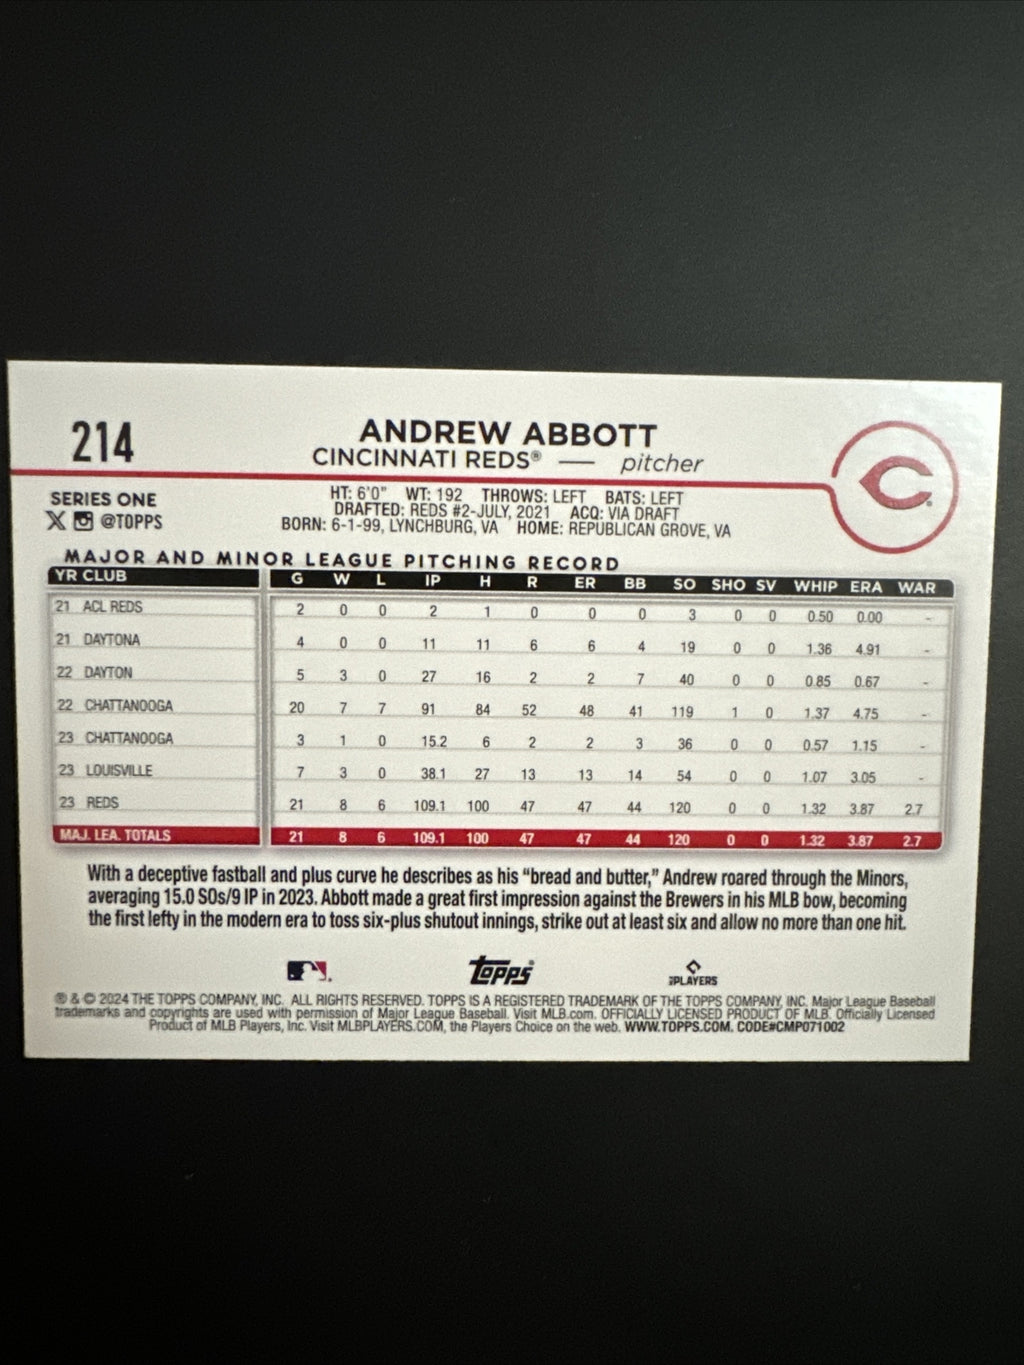 214
ANDREW ABBOTT
CINCINNATI REDS® — pitcher
C
SERIES ONE
X @TOPPS
HT: 6'0" WT: 192 THROWS: LEFT BATS: LEFT
DRAFTED: REDS #2-JULY, 2021 ACQ: VIA DRAFT
BORN: 6-1-99, LYNCHBURG, VA HOME: REPUBLICAN GROVE, VA
MAJOR AND MINOR LEAGUE PITCHING RECORD
YR CLUB G W L IP H R ER BB SO SHO SV WHIP ERA WAR
21 ACL REDS 2 0 0 2 1 0 0 0 3 0 0 0.50 0.00 -
21 DAYTONA 4 0 0 11 11 6 6 4 19 0 0 1.36 4.91 -
22 DAYTON 5 3 0 27 16 2 2 7 40 0 0 0.85 0.67 -
22 CHATTANOOGA 20 7 7 91 84 52 48 41 119 1 0 1.37 4.75 -
23 CHATTANOOGA 3 1 0 15.2 6 2 2 3 36 0 0 0.57 1.15 -
23 LOUISVILLE 7 3 0 38.1 27 13 13 14 54 0 0 1.07 3.05 -
23 REDS 21 8 6 109.1 100 47 47 44 120 0 0 1.32 3.87 2.7
MAJ. LEA. TOTALS 21 8 6 109.1 100 47 47 44 120 0 0 1.32 3.87 2.7
With a deceptive fastball and plus curve he describes as his "bread and butter," Andrew roared through the Minors,
averaging 15.0 SOs/9 IP in 2023. Abbott made a great first impression against the Brewers in his MLB bow, becoming
the first lefty in the modern era to toss six-plus shutout innings, strike out at least six and allow no more than one hit.
Topps
PLAYERS
® & © 2024 THE TOPPS COMPANY, INC. ALL RIGHTS RESERVED. TOPPS IS A REGISTERED TRADEMARK OF THE TOPPS COMPANY, INC. Major League Baseball
trademarks and copyrights are used with permission of Major League Baseball. Visit MLB.com. OFFICIALLY LICENSED PRODUCT OF MLB. Officially Licensed
Product of MLB Players, Inc. Visit MLBPLAYERS.COM, the Players Choice on the web. WWW.TOPPS.COM. CODE#CMP071002